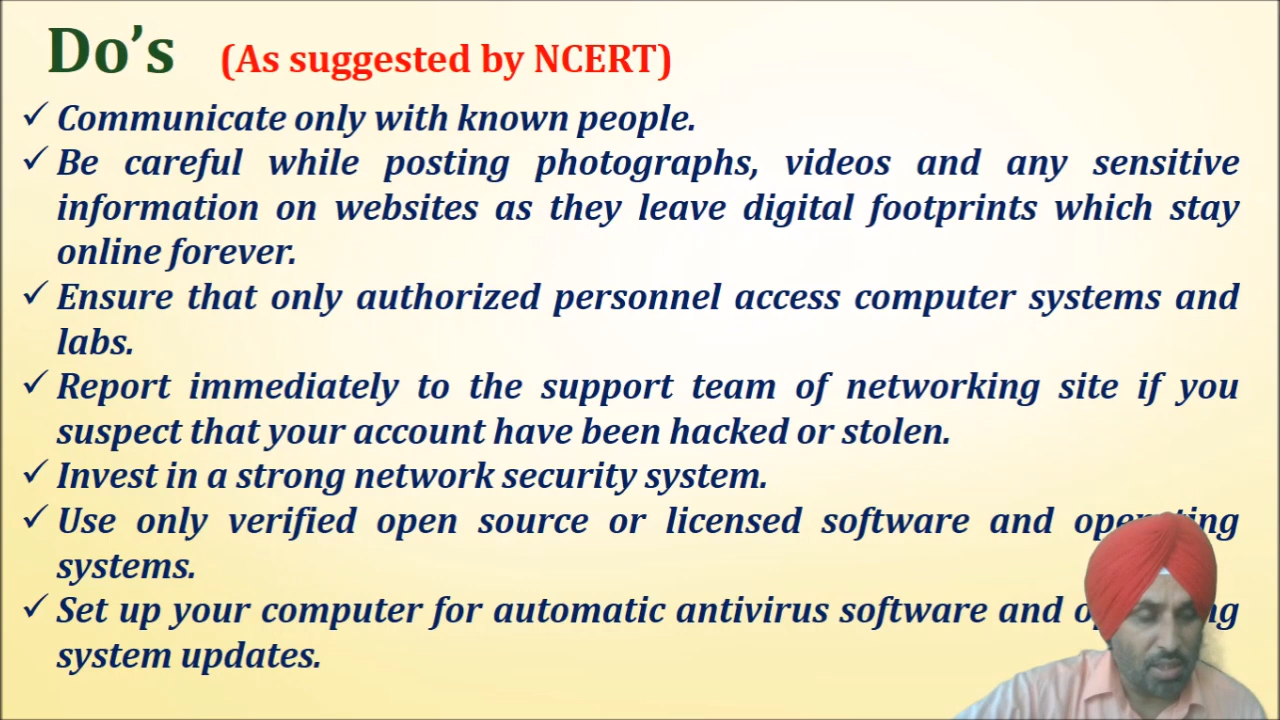 Do's (As suggested by NCERT)
✓ Communicate only with known people.
✓ Be careful while posting photographs, videos and any sensitive
information on websites as they leave digital footprints which stay
online forever.
✓ Ensure that only authorized personnel access computer systems and
labs.
✓ Report immediately to the support team of networking site if you
suspect that your account have been hacked or stolen.
✓ Invest in a strong network security system.
✓ Use only verified open source or licensed software and operating
systems.
✓ Set up your computer for automatic antivirus software and operating
system updates.